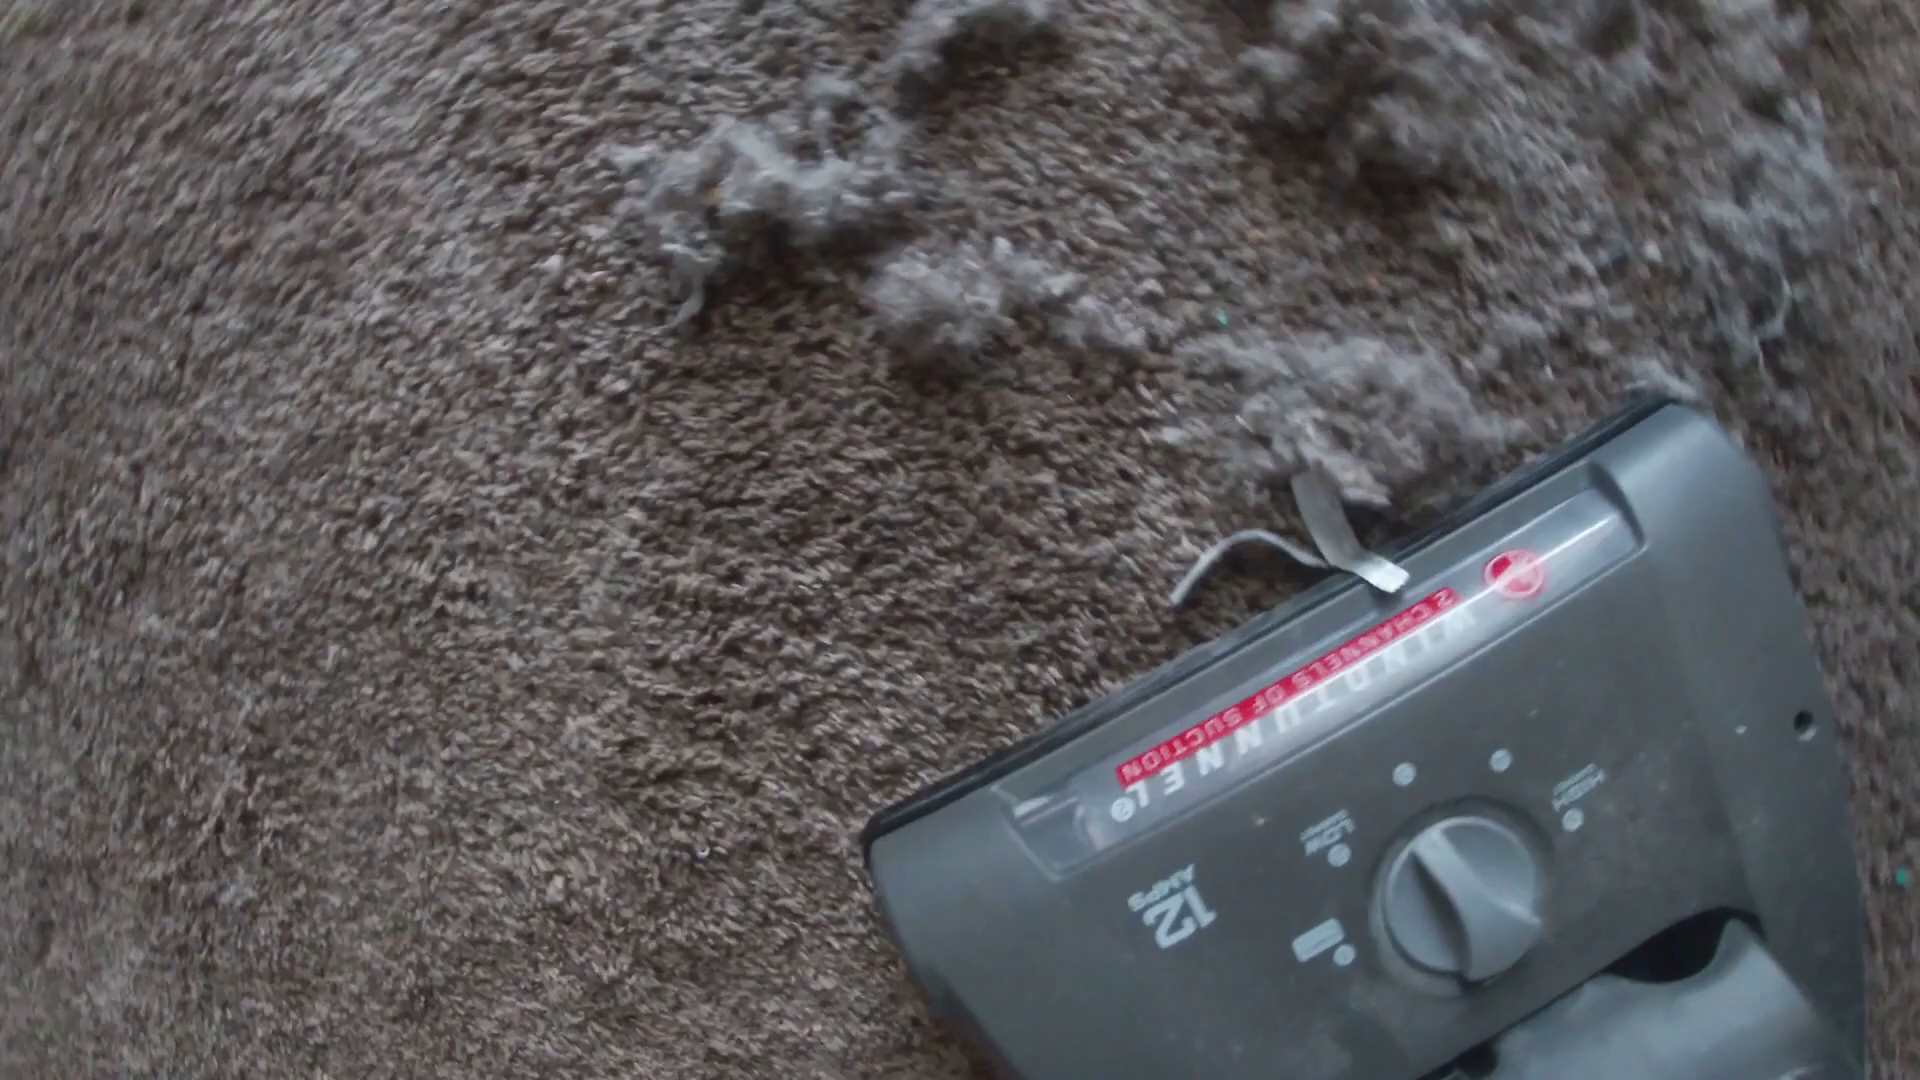 WINDTUNNEL®
2 CHANNELS OF SUCTION
HIGH
LOW
12
AMPS